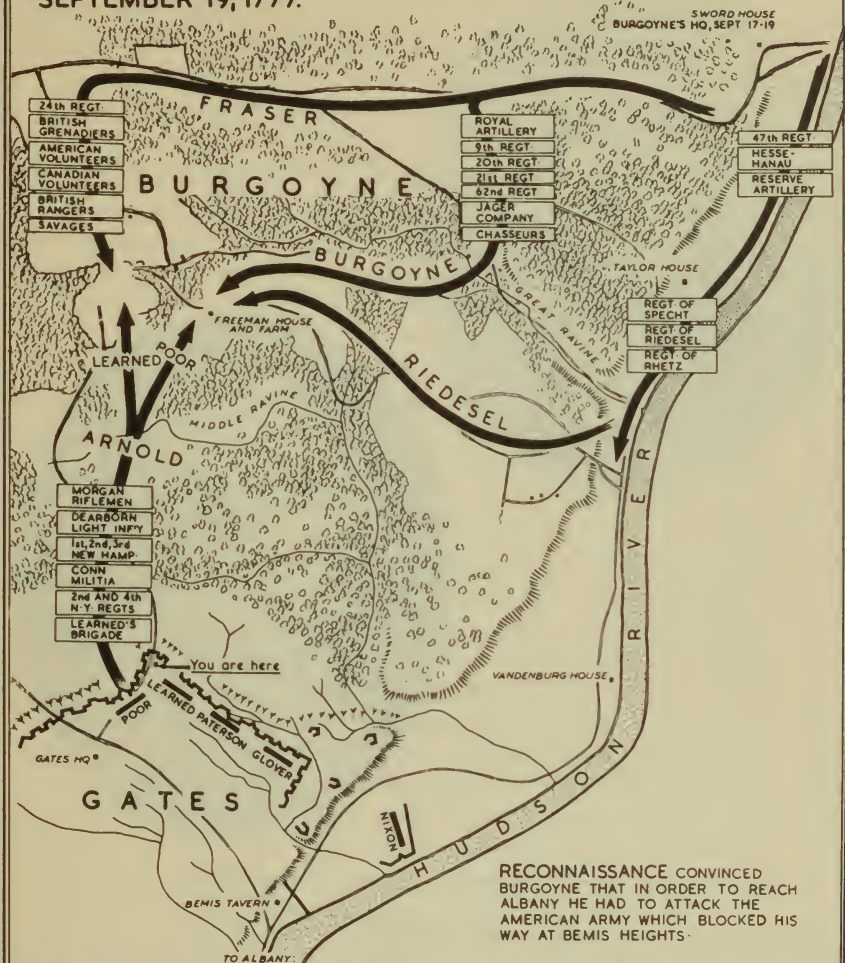 SEPTEMBER 19, 1777.
SWORD HOUSE
BURGOYNE'S HQ, SEPT 17-19
FRASER
24th REGT.
BRITISH
GRENADIERS
AMERICAN
VOLUNTEERS
CANADIAN
VOLUNTEERS
BRITISH
RANGERS
SAVAGES
BURGOYNE
ROYAL
ARTILLERY
9th REGT.
20th REGT.
21st REGT.
62nd REGT
JAGER
COMPANY
CHASSEURS
47th REGT.
HESSE-
HANAU
RESERVE
ARTILLERY
BURGOYNE
TAYLOR HOUSE
GREAT RAVINE
FREEMAN HOUSE
AND FARM
REGT. OF
SPECHT
REGT. OF
RIEDESEL
REGT. OF
RHETZ
LEARNED
POOR
RIEDESEL
MIDDLE RAVINE
ARNOLD
MORGAN
RIFLEMEN
DEARBORN
LIGHT INF'Y
1st, 2nd, 3rd
NEW HAMP.
CONN
MILITIA
2nd AND 4th
N.Y. REGTS
LEARNED'S
BRIGADE
You are here
VANDENBURG HOUSE
POOR
LEARNED
PATERSON
GLOVER
GATES HQ
GATES
NIXON
HUDSON RIVER
BEMIS TAVERN
TO ALBANY
RECONNAISSANCE CONVINCED
BURGOYNE THAT IN ORDER TO REACH
ALBANY HE HAD TO ATTACK THE
AMERICAN ARMY WHICH BLOCKED HIS
WAY AT BEMIS HEIGHTS.